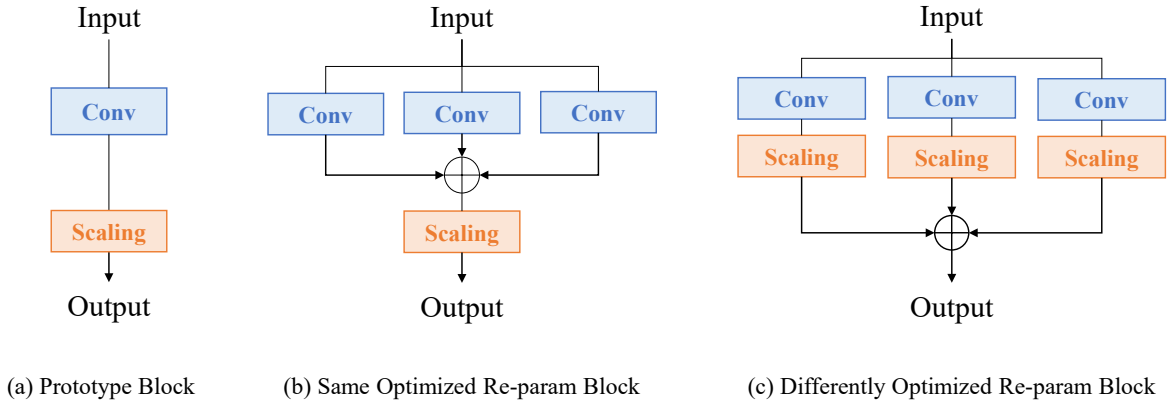 Input
Conv
Scaling
Output
(a) Prototype Block
Input
Conv Conv Conv
Scaling
Output
(b) Same Optimized Re-param Block
Input
Conv Conv Conv
Scaling Scaling Scaling
Output
(c) Differently Optimized Re-param Block